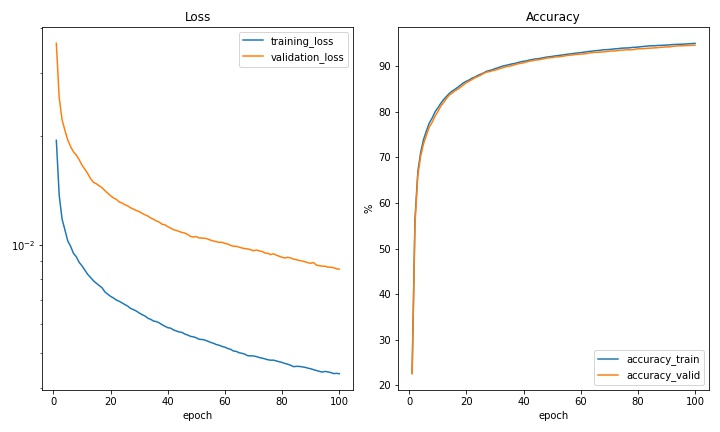 Loss
training_loss
validation_loss
10⁻²
0
20
40
60
80
100
epoch
Accuracy
%
90
80
70
60
50
40
30
20
accuracy_train
accuracy_valid
0
20
40
60
80
100
epoch